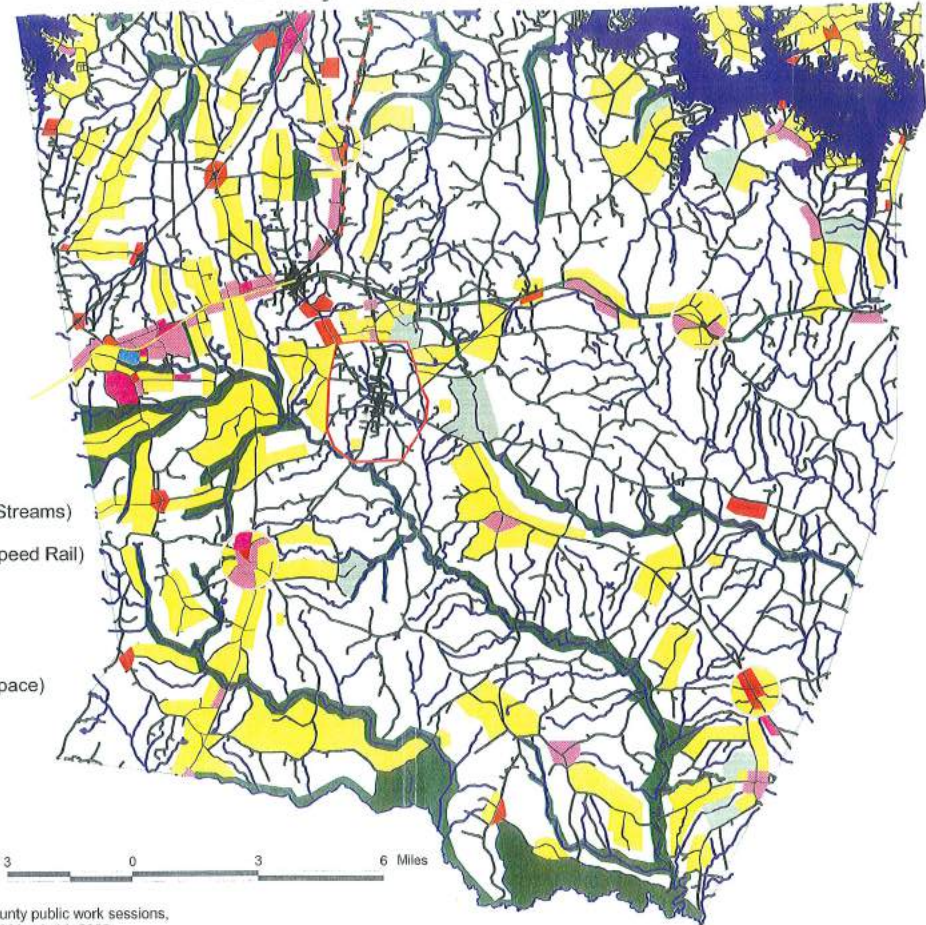 Streams)
peed Rail)
pace)
3 0 3 6 Miles
unty public work sessions,